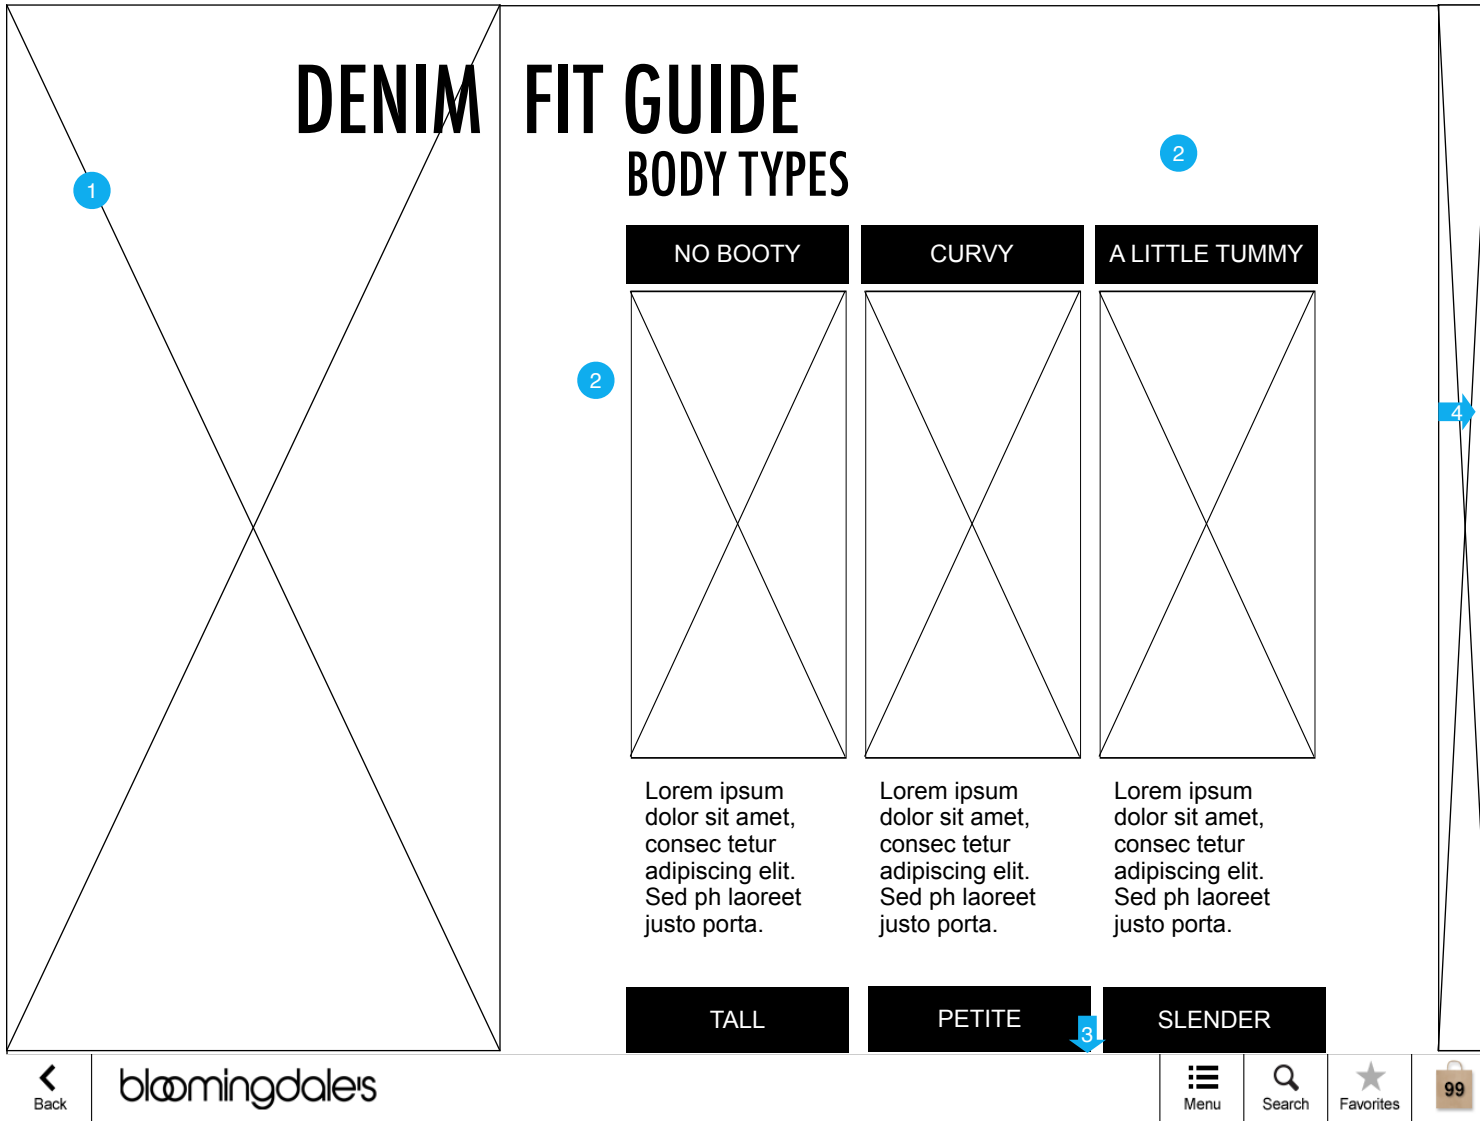 DENIM FIT GUIDE
BODY TYPES
1
2
NO BOOTY
CURVY
A LITTLE TUMMY
2
4
Lorem ipsum
dolor sit amet,
consec tetur
adipiscing elit.
Sed ph laoreet
justo porta.
Lorem ipsum
dolor sit amet,
consec tetur
adipiscing elit.
Sed ph laoreet
justo porta.
Lorem ipsum
dolor sit amet,
consec tetur
adipiscing elit.
Sed ph laoreet
justo porta.
TALL
PETITE
3
SLENDER
Back
bloomingdale's
Menu
Search
Favorites
99